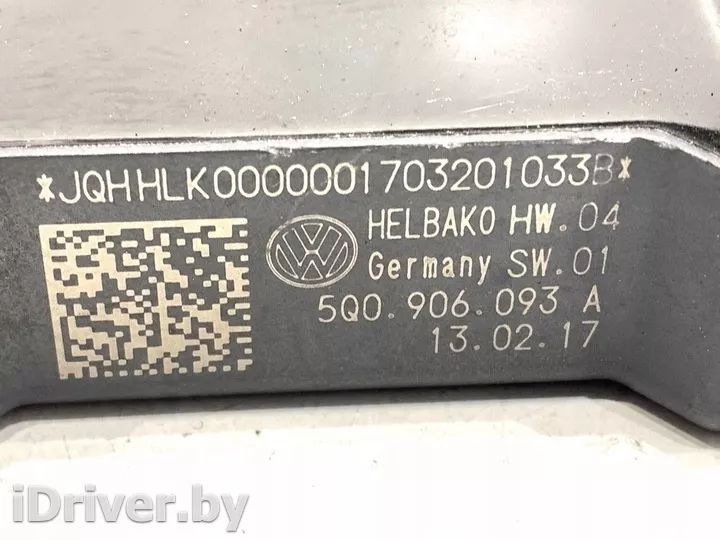 *JQHHLK0000001703201033B*
HELBAKO HW.04
Germany SW.01
5Q0.906.093 A
13.02.17
iDriver.by